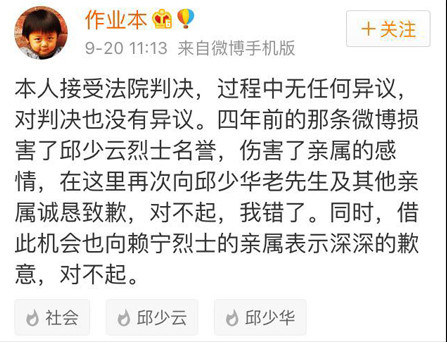 作业本
+关注
9-20 11:13 来自微博手机版
本人接受法院判决，过程中无任何异议，
对判决也没有异议。四年前的那条微博损
害了邱少云烈士名誉，伤害了亲属的感
情，在这里再次向邱少华老先生及其他亲
属诚恳致歉，对不起，我错了。同时，借
此机会也向赖宁烈士的亲属表示深深的歉
意，对不起。
社会 邱少云 邱少华